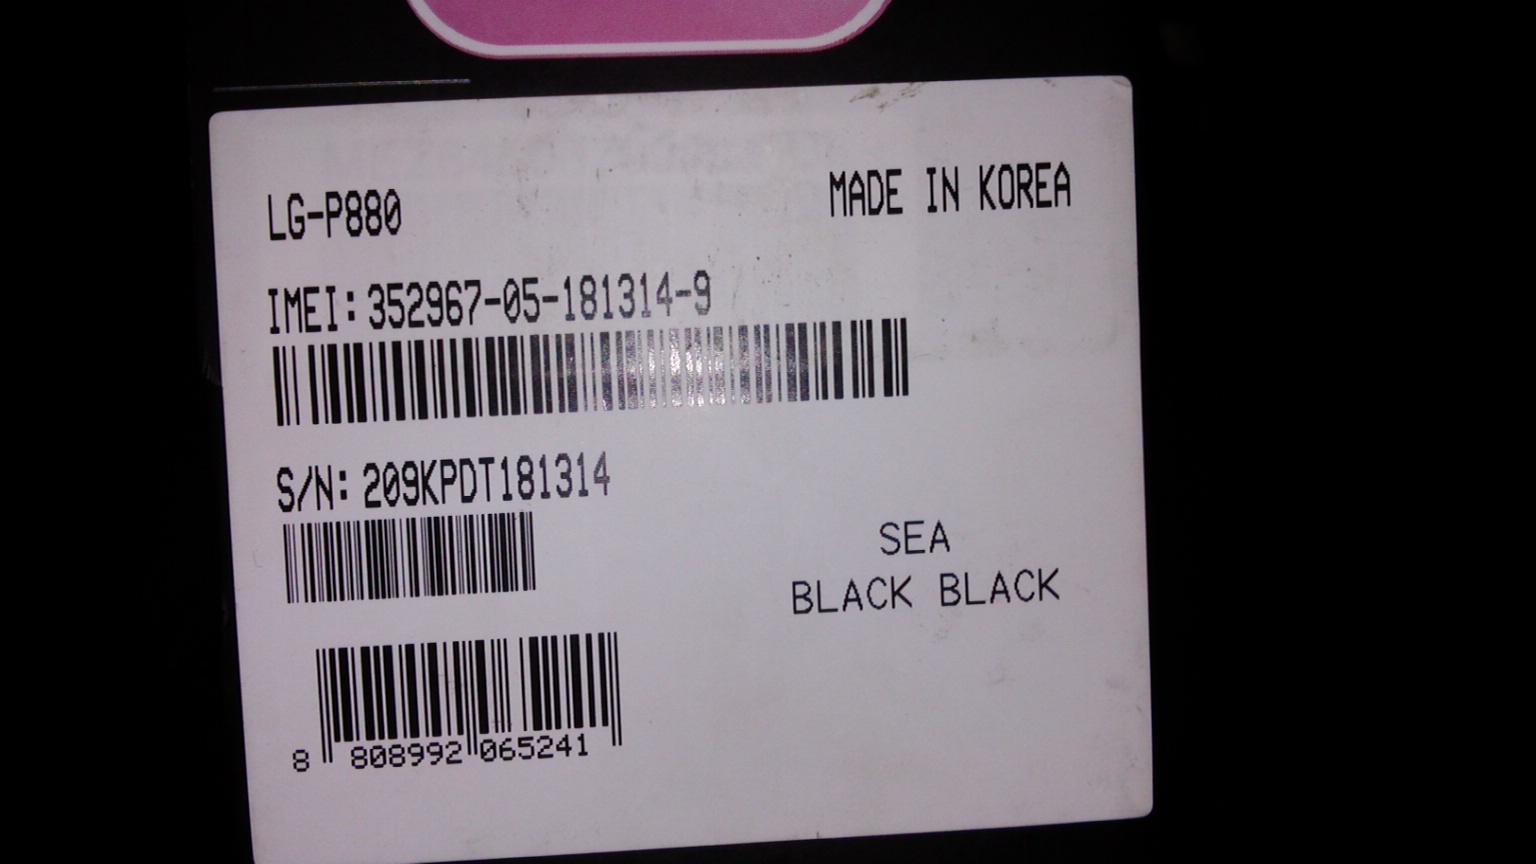 LG-P880
MADE IN KOREA
IMEI: 352967-05-181314-9
S/N: 209KPDT181314
SEA
BLACK BLACK
8 808992 065241